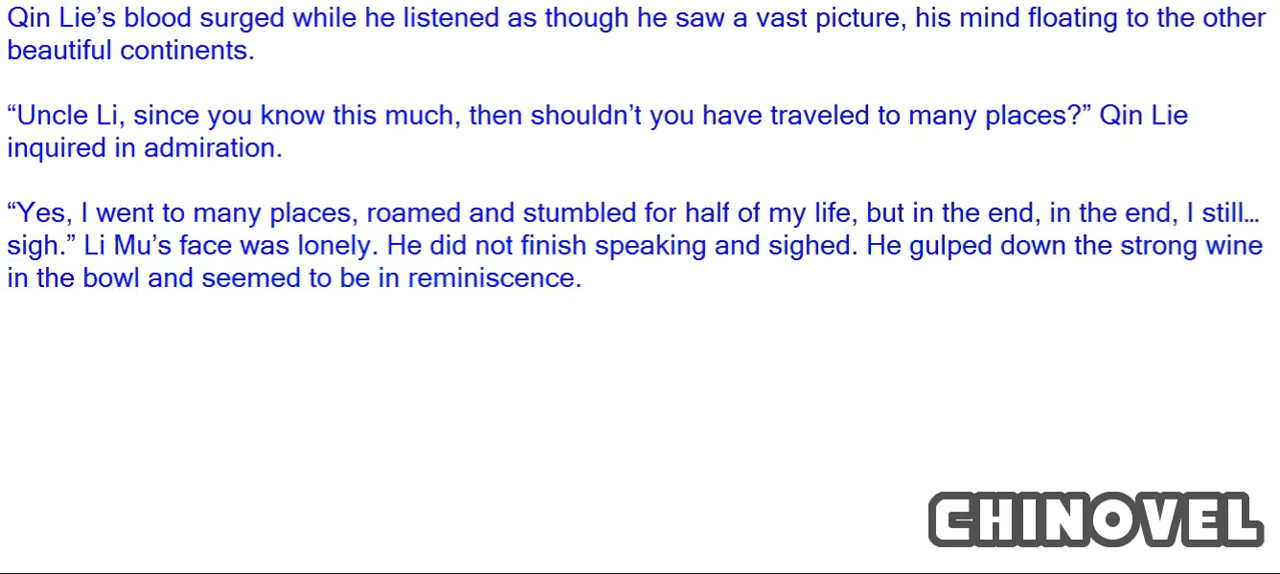 Qin Lie’s blood surged while he listened as though he saw a vast picture, his mind floating to the other
beautiful continents.
“Uncle Li, since you know this much, then shouldn’t you have traveled to many places?” Qin Lie
inquired in admiration.
“Yes, I went to many places, roamed and stumbled for half of my life, but in the end, in the end, I still…
sigh.” Li Mu’s face was lonely. He did not finish speaking and sighed. He gulped down the strong wine
in the bowl and seemed to be in reminiscence.
CHINOVEL